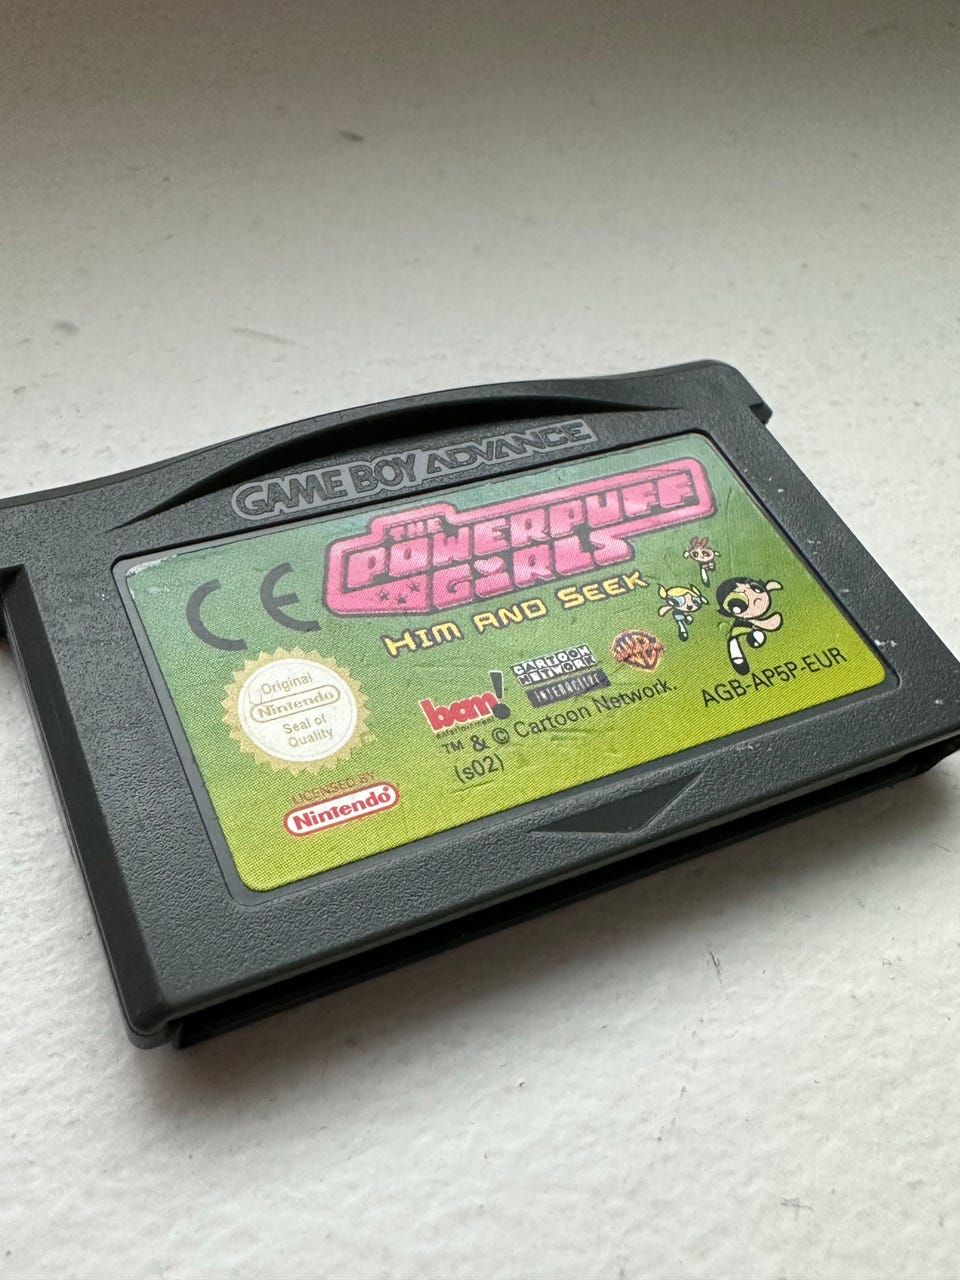 GAME BOY ADVANCE
CE
THE
POWERPUFF
GIRLS
HIM AND SEEK
Original
Nintendo
Seal of
Quality
LICENSED BY
Nintendo®
bam!
CARTOON
NETWORK
INTERACTIVE
WB
™ & © Cartoon Network.
(s02)
AGB-AP5P-EUR